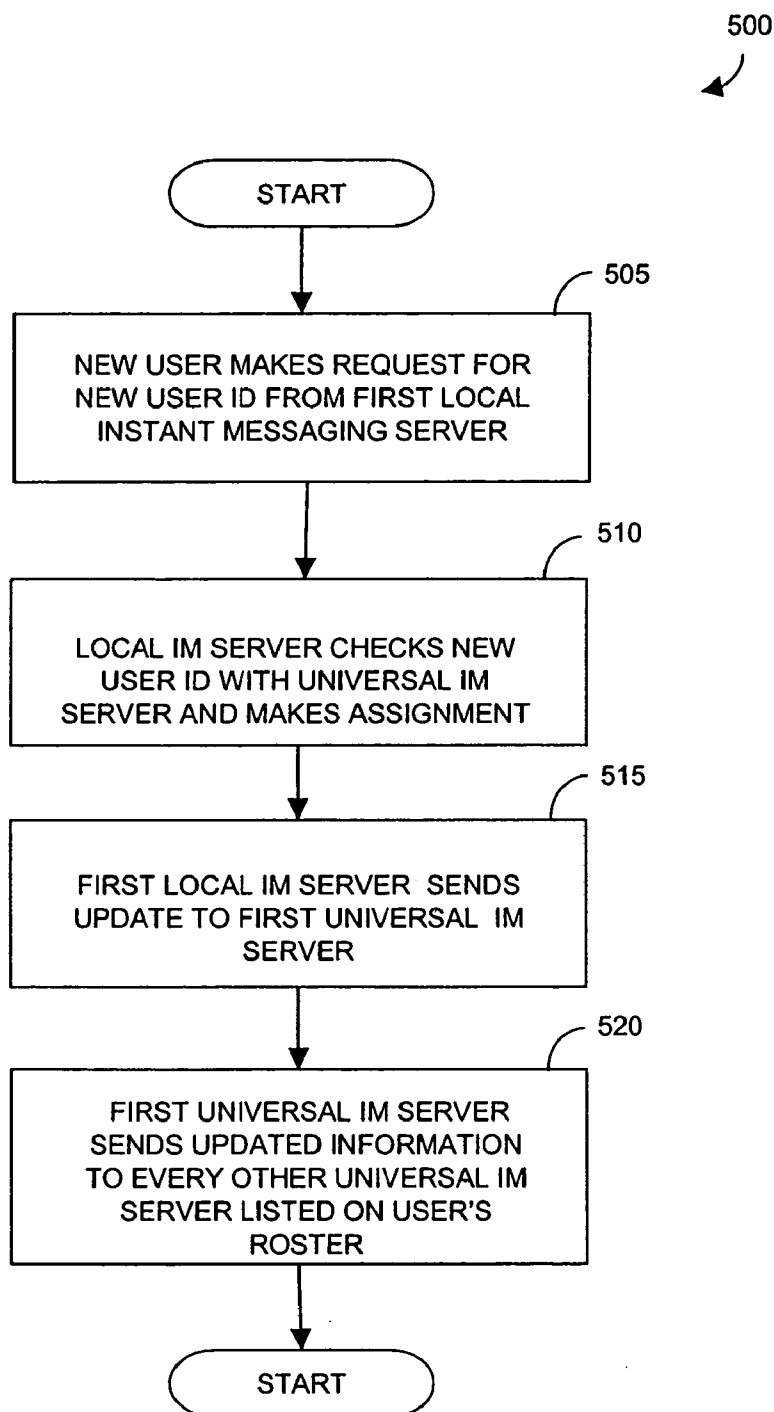 500
START
505
NEW USER MAKES REQUEST FOR
NEW USER ID FROM FIRST LOCAL
INSTANT MESSAGING SERVER
510
LOCAL IM SERVER CHECKS NEW
USER ID WITH UNIVERSAL IM
SERVER AND MAKES ASSIGNMENT
515
FIRST LOCAL IM SERVER SENDS
UPDATE TO FIRST UNIVERSAL IM
SERVER
520
FIRST UNIVERSAL IM SERVER
SENDS UPDATED INFORMATION
TO EVERY OTHER UNIVERSAL IM
SERVER LISTED ON USER'S
ROSTER
START